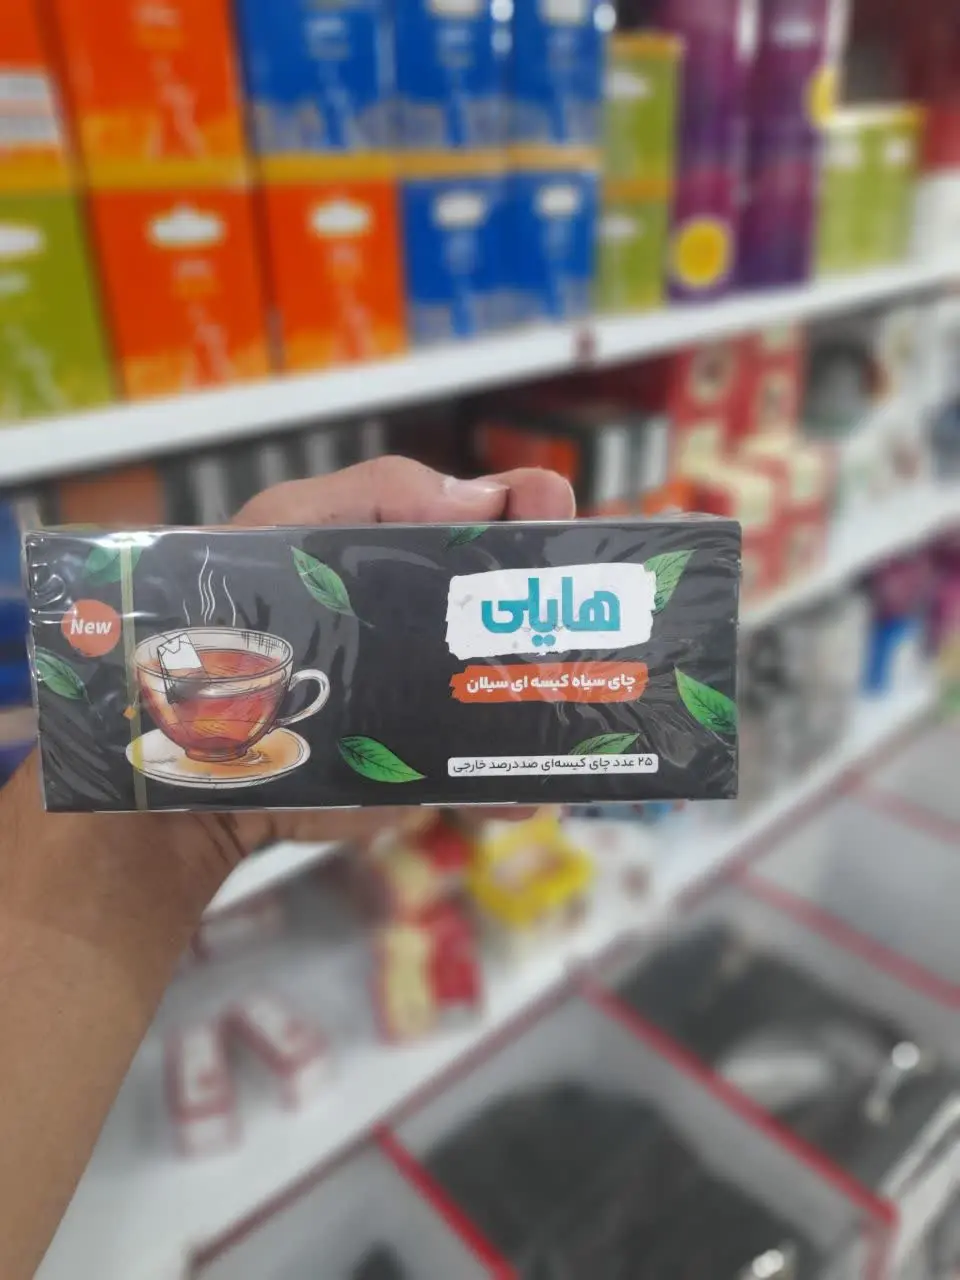 New
هایلی
چای سیاه کیسه ای سیلان
۲۵ عدد چای کیسه‌ای صددرصد خارجی